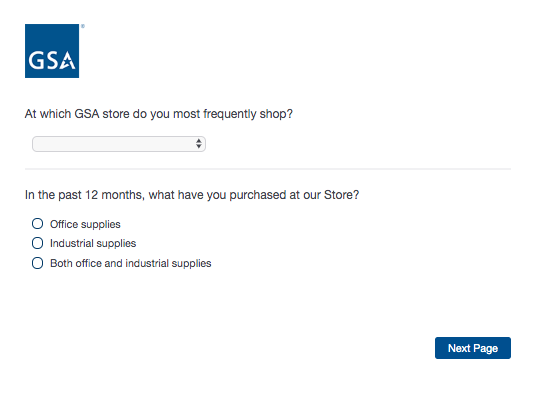 GSA
At which GSA store do you most frequently shop?
In the past 12 months, what have you purchased at our Store?
Office supplies
Industrial supplies
Both office and industrial supplies
Next Page